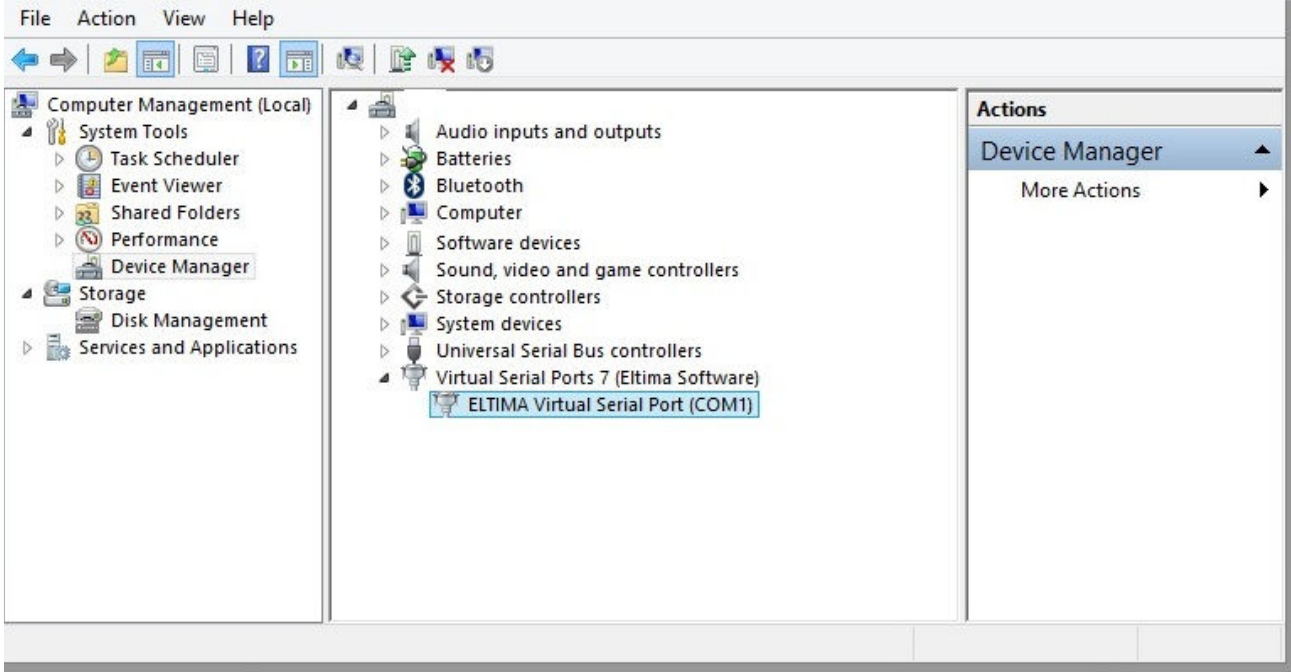 File Action View Help
Computer Management (Local)
System Tools
Task Scheduler
Event Viewer
Shared Folders
Performance
Device Manager
Storage
Disk Management
Services and Applications
Audio inputs and outputs
Batteries
Bluetooth
Computer
Software devices
Sound, video and game controllers
Storage controllers
System devices
Universal Serial Bus controllers
Virtual Serial Ports 7 (Eltima Software)
ELTIMA Virtual Serial Port (COM1)
Actions
Device Manager
More Actions